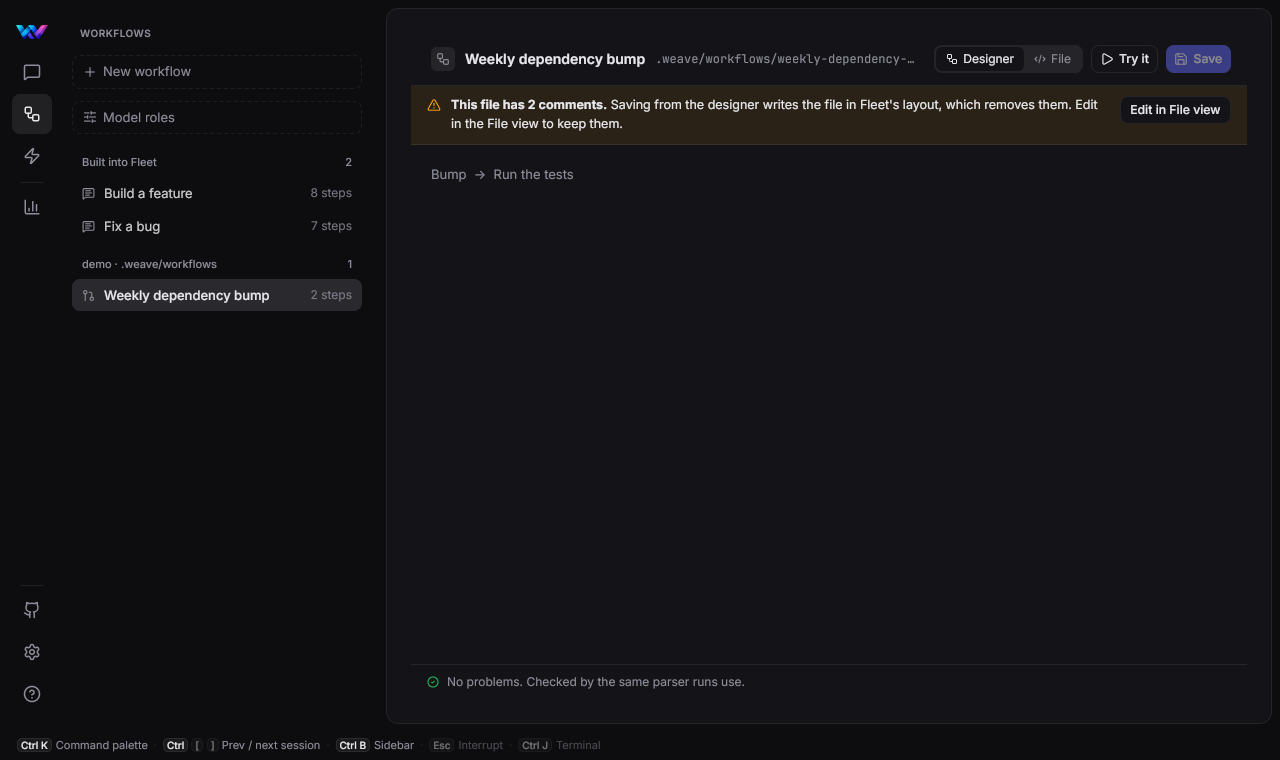 WORKFLOWS
New workflow
Model roles
Built into Fleet 2
Build a feature 8 steps
Fix a bug 7 steps
demo · .weave/workflows 1
Weekly dependency bump 2 steps
Weekly dependency bump .weave/workflows/weekly-dependency-… Designer File Try it Save
This file has 2 comments. Saving from the designer writes the file in Fleet's layout, which removes them. Edit
in the File view to keep them.
Edit in File view
Bump → Run the tests
No problems. Checked by the same parser runs use.
Ctrl K Command palette · Ctrl [ ] Prev / next session · Ctrl B Sidebar · Esc Interrupt · Ctrl J Terminal